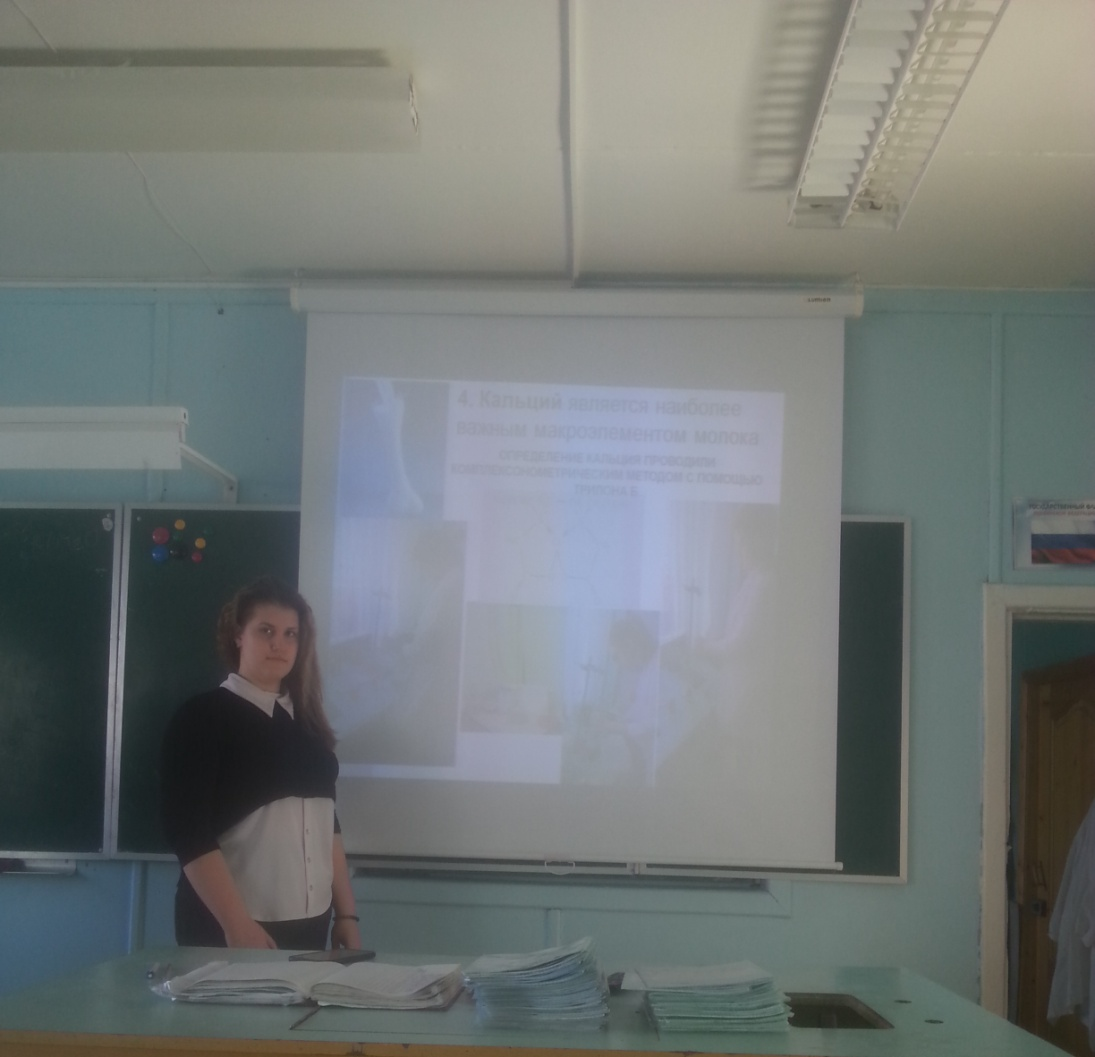 4. Кальций является наиболее
важным макроэлементом молока
ОПРЕДЕЛЕНИЕ КАЛЬЦИЯ ПРОВОДИЛИ
КОМПЛЕКСОНОМЕТРИЧЕСКИМ МЕТОДОМ С ПОМОЩЬЮ
ТРИЛОНА Б.